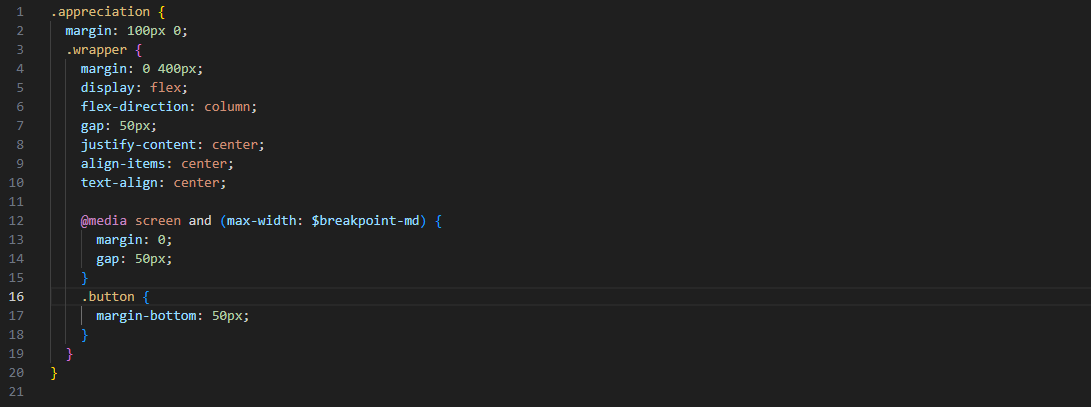 1 .appreciation {
2   margin: 100px 0;
3   .wrapper {
4     margin: 0 400px;
5     display: flex;
6     flex-direction: column;
7     gap: 50px;
8     justify-content: center;
9     align-items: center;
10     text-align: center;
11
12     @media screen and (max-width: $breakpoint-md) {
13       margin: 0;
14       gap: 50px;
15     }
16     .button {
17       margin-bottom: 50px;
18     }
19   }
20 }
21